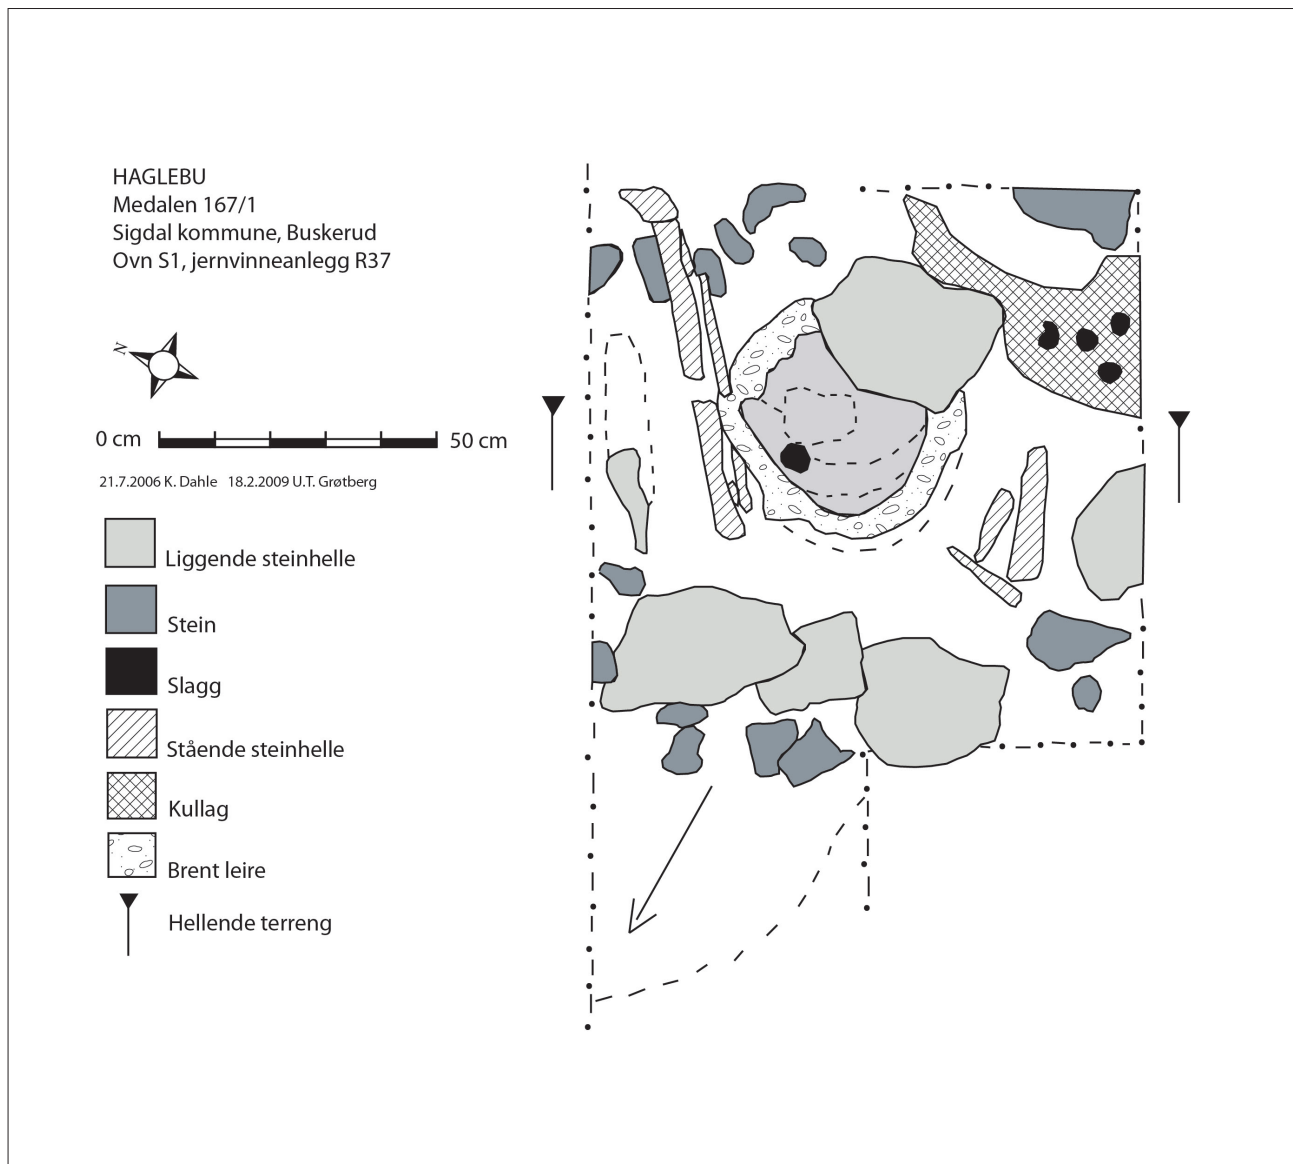 HAGLEBU
Medalen 167/1
Sigdal kommune, Buskerud
Ovn S1, jernvinneanlegg R37
N
0 cm 50 cm
21.7.2006 K. Dahle 18.2.2009 U.T. Grøtberg
Liggende steinhelle
Stein
Slagg
Stående steinhelle
Kullag
Brent leire
Hellende terreng